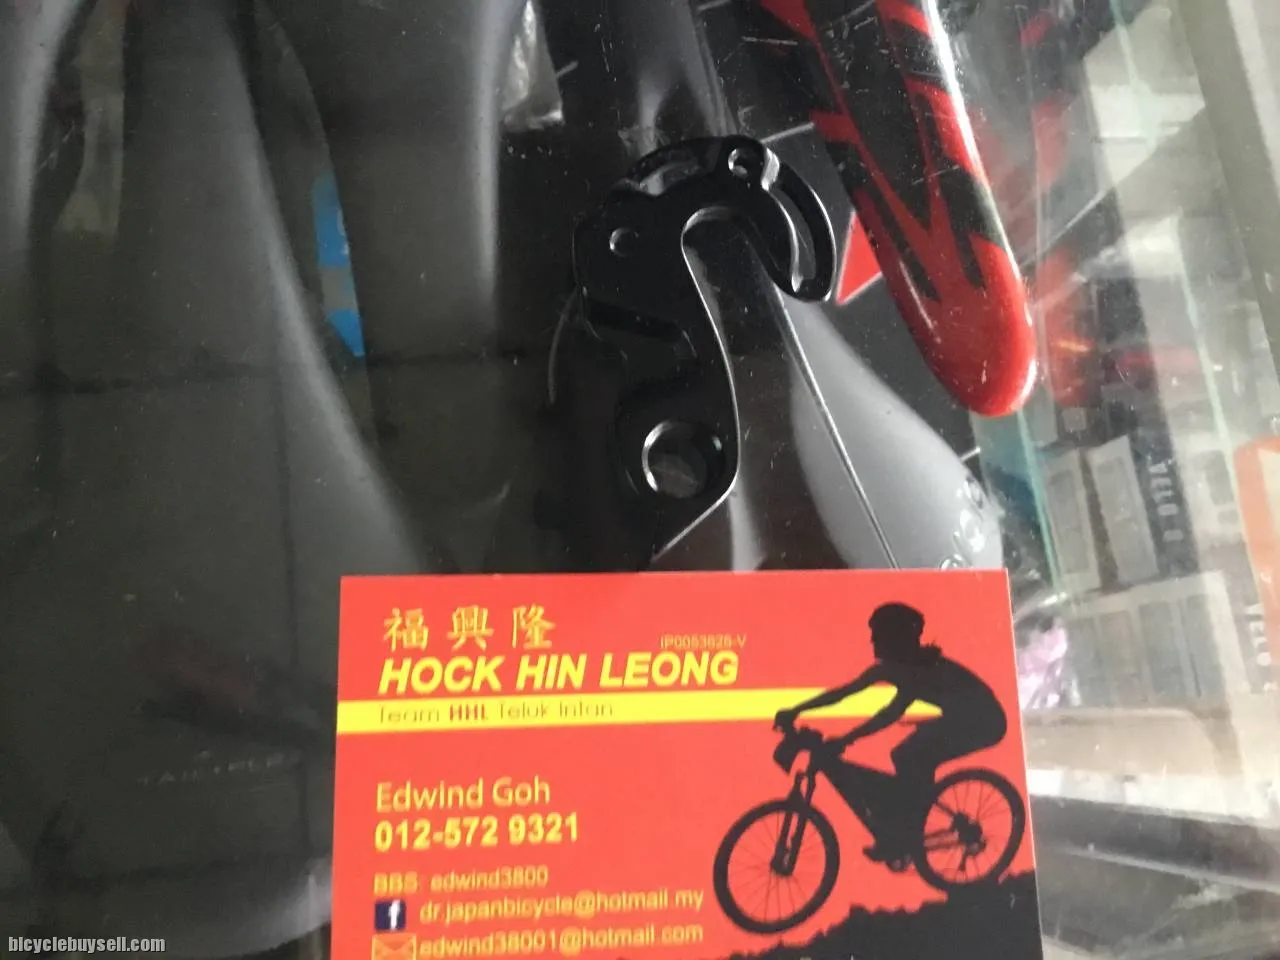 福興隆
IP0053626-V
HOCK HIN LEONG
Team HHL Teluk Intan
Edwind Goh
012-572 9321
BBS: edwind3800
f dr.japanbicycle@hotmail.my
edwind38001@hotmail.com
bicyclebuysell.com